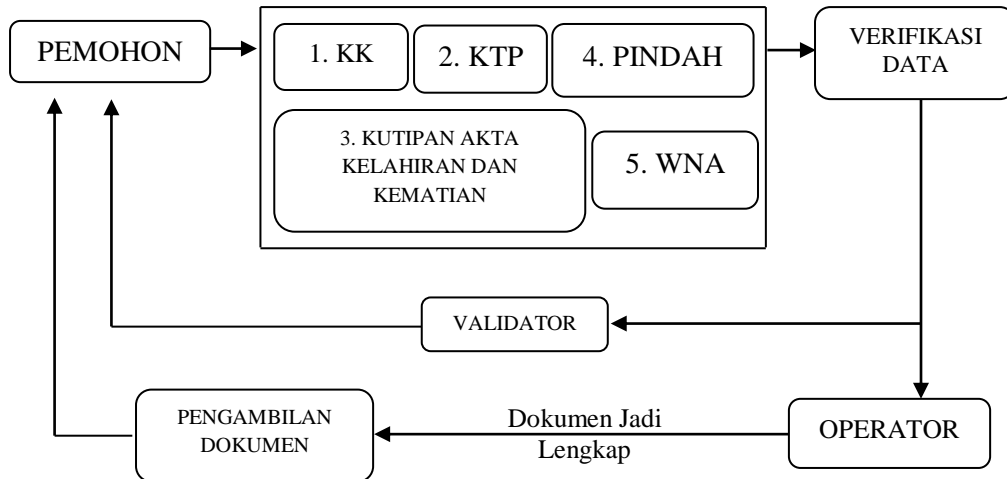 PEMOHON
1. KK
2. KTP
4. PINDAH
3. KUTIPAN AKTA
KELAHIRAN DAN
KEMATIAN
5. WNA
VERIFIKASI
DATA
VALIDATOR
PENGAMBILAN
DOKUMEN
Dokumen Jadi
Lengkap
OPERATOR